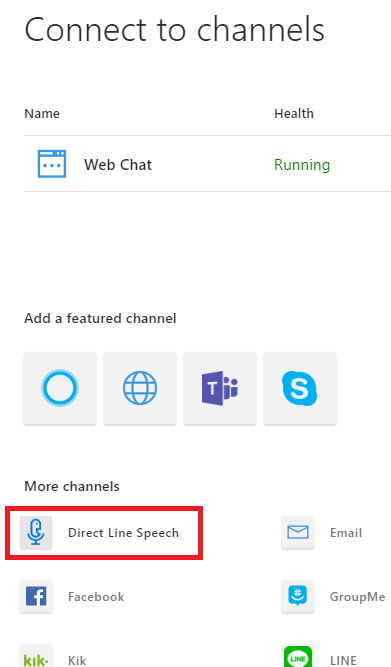 Connect to channels
Name Health
Web Chat Running
Add a featured channel
T
S
More channels
Direct Line Speech Email
Facebook GroupMe
kik Kik LINE LINE